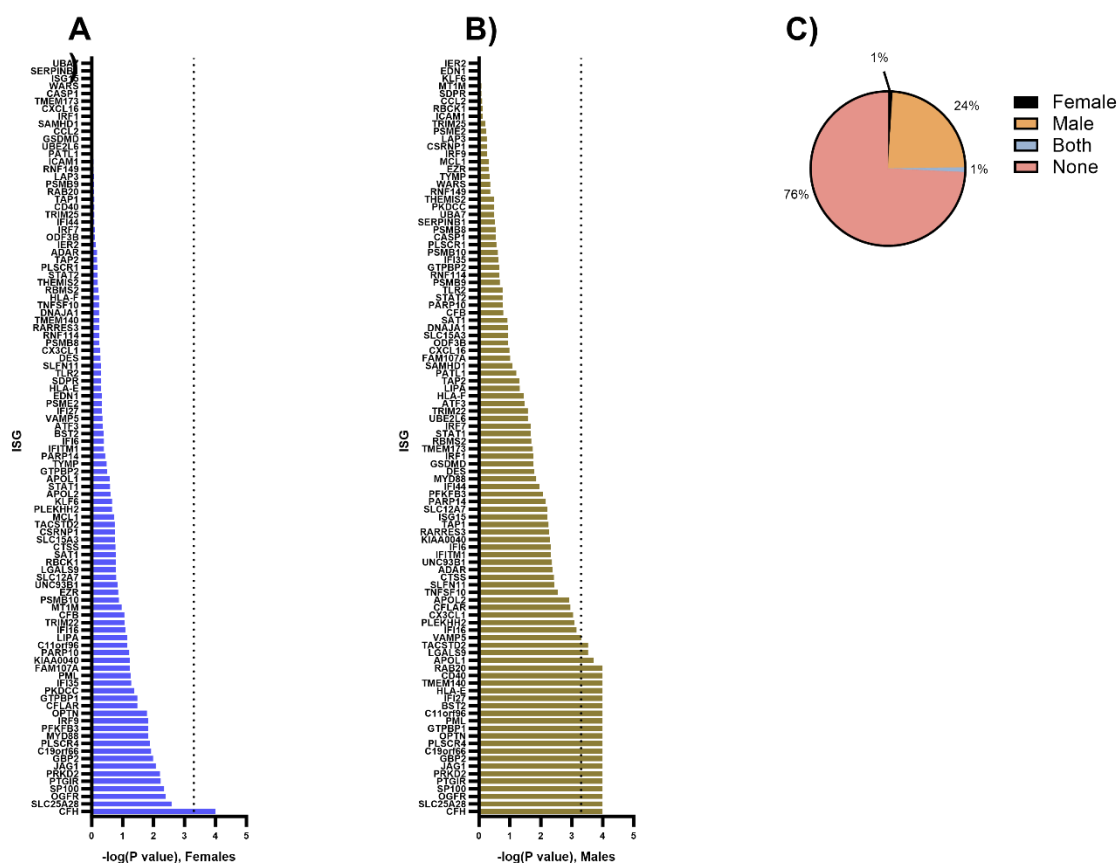 A
)
UBA7
SERPINB1
ISG15
WARS
CASP1
TMEM173
CXCL16
IRF1
SAMHD1
CCL2
GSDMD
UBE2L6
PATL1
ICAM1
RNF149
LAP3
PSMB9
RAB20
TAP1
CD40
TRIM25
IFI44
IRF7
ODF3B
IER2
ADAR
TAP2
PLSCR1
STAT2
THEMIS2
RBMS2
HLA-F
TNFSF10
DNAJA1
TMEM140
RARRES3
RNF114
PSMB8
CX3CL1
DES
SLFN11
TLR2
SDPR
HLA-E
EDN1
PSME2
IFI27
VAMP5
ATF3
BST2
IFI6
IFITM1
PARP14
TYMP
GTPBP2
APOL1
STAT1
APOL2
KLF6
PLEKHH2
MCL1
TACSTD2
CSRNP1
SLC15A3
CTSS
SAT1
RBCK1
LGALS9
SLC12A7
UNC93B1
EZR
PSMB10
MT1M
CFB
TRIM22
IFI16
LIPA
C11orf96
PARP10
KIAA0040
FAM107A
PML
IFI35
PKDCC
GTPBP1
CFLAR
OPTN
IRF9
PFKFB3
MYD88
PLSCR4
C19orf66
GBP2
JAG1
PRKD2
PTGIR
SP100
OGFR
SLC25A28
CFH
ISG
0 1 2 3 4 5
-log(P value), Females
B)
IER2
EDN1
KLF6
MT1M
SDPR
CCL2
RBCK1
ICAM1
TRIM25
PSME2
LAP3
CSRNP1
IRF9
MCL1
EZR
TYMP
WARS
RNF149
THEMIS2
PKDCC
UBA7
SERPINB1
PSMB8
CASP1
PLSCR1
PSMB10
IFI35
GTPBP2
RNF114
PSMB9
TLR2
STAT2
PARP10
CFB
SAT1
DNAJA1
SLC15A3
ODF3B
CXCL16
FAM107A
SAMHD1
PATL1
TAP2
LIPA
HLA-F
ATF3
TRIM22
UBE2L6
IRF7
STAT1
RBMS2
TMEM173
IRF1
GSDMD
DES
MYD88
IFI44
PFKFB3
PARP14
SLC12A7
ISG15
TAP1
RARRES3
KIAA0040
IFI6
IFITM1
UNC93B1
ADAR
CTSS
SLFN11
TNFSF10
APOL2
CFLAR
CX3CL1
PLEKHH2
IFI16
VAMP5
TACSTD2
LGALS9
APOL1
RAB20
CD40
TMEM140
HLA-E
IFI27
BST2
C11orf96
PML
GTPBP1
OPTN
PLSCR4
C19orf66
GBP2
JAG1
PRKD2
PTGIR
SP100
OGFR
SLC25A28
CFH
ISG
0 1 2 3 4 5
-log(P value), Males
C)
1%
24%
1%
76%
Female
Male
Both
None